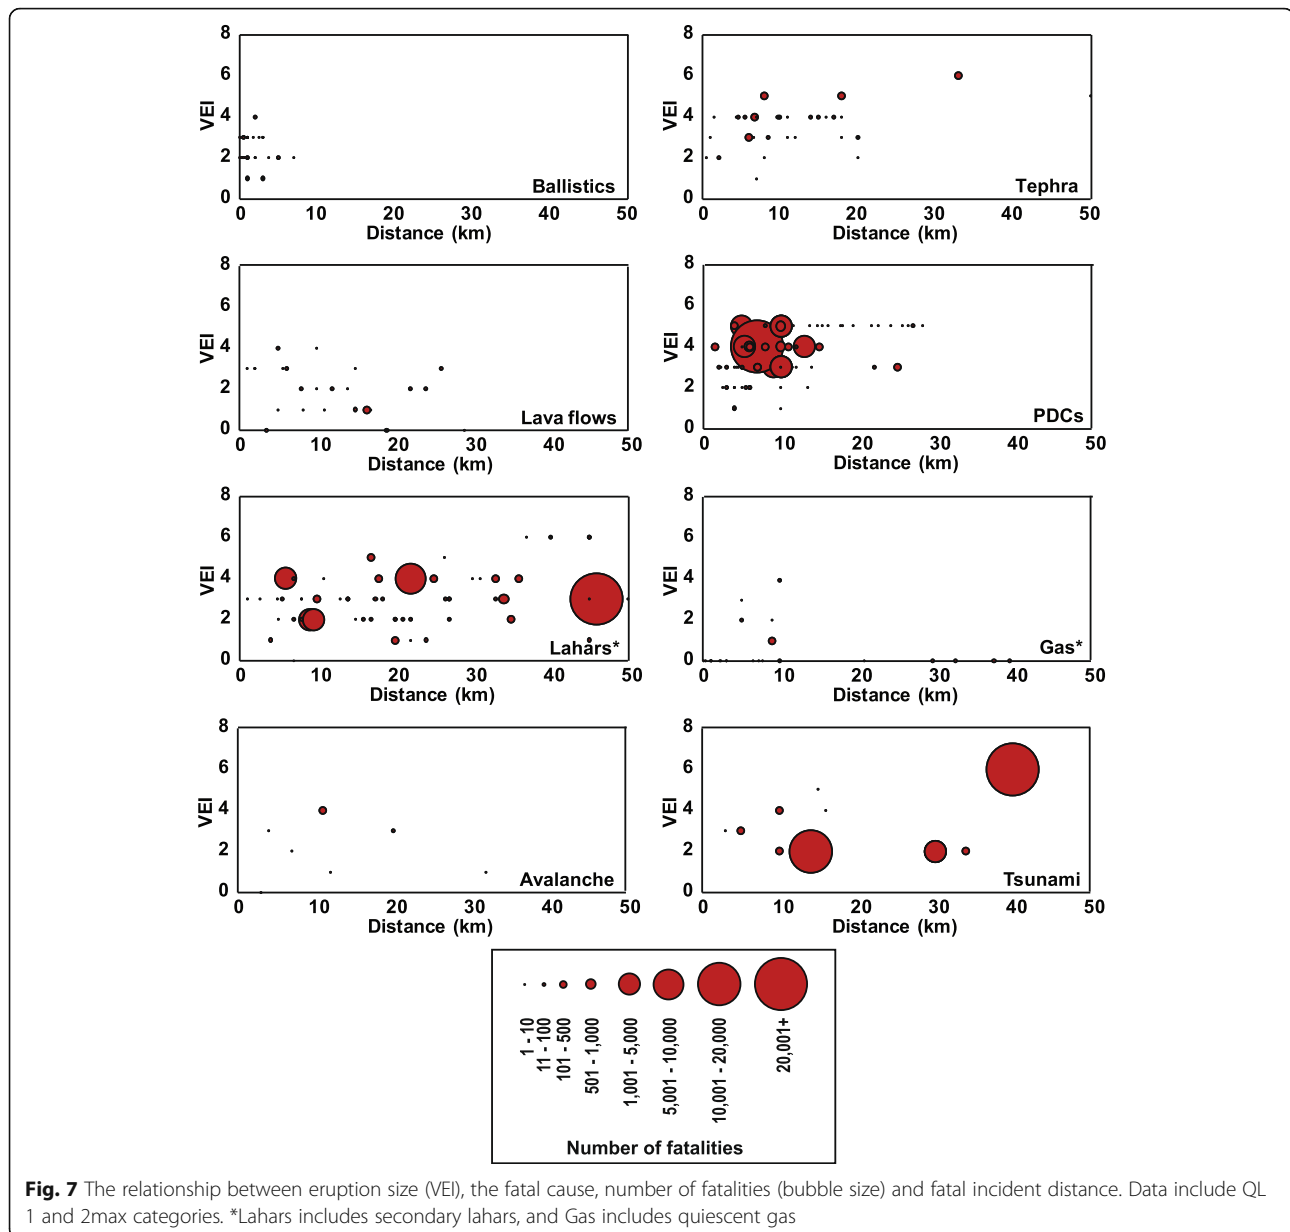 8
6
4
2
0
VEI
Ballistics
0 10 20 30 40 50
Distance (km)
8
6
4
2
0
VEI
Tephra
0 10 20 30 40 50
Distance (km)
8
6
4
2
0
VEI
Lava flows
0 10 20 30 40 50
Distance (km)
8
6
4
2
0
VEI
PDCs
0 10 20 30 40 50
Distance (km)
8
6
4
2
0
VEI
Lahars*
0 10 20 30 40 50
Distance (km)
8
6
4
2
0
VEI
Gas*
0 10 20 30 40 50
Distance (km)
8
6
4
2
0
VEI
Avalanche
0 10 20 30 40 50
Distance (km)
8
6
4
2
0
VEI
Tsunami
0 10 20 30 40 50
Distance (km)
1 - 10
11 - 100
101 - 500
501 - 1,000
1,001 - 5,000
5,001 - 10,000
10,001 - 20,000
20,001+
Number of fatalities
Fig. 7 The relationship between eruption size (VEI), the fatal cause, number of fatalities (bubble size) and fatal incident distance. Data include QL
1 and 2max categories. *Lahars includes secondary lahars, and Gas includes quiescent gas